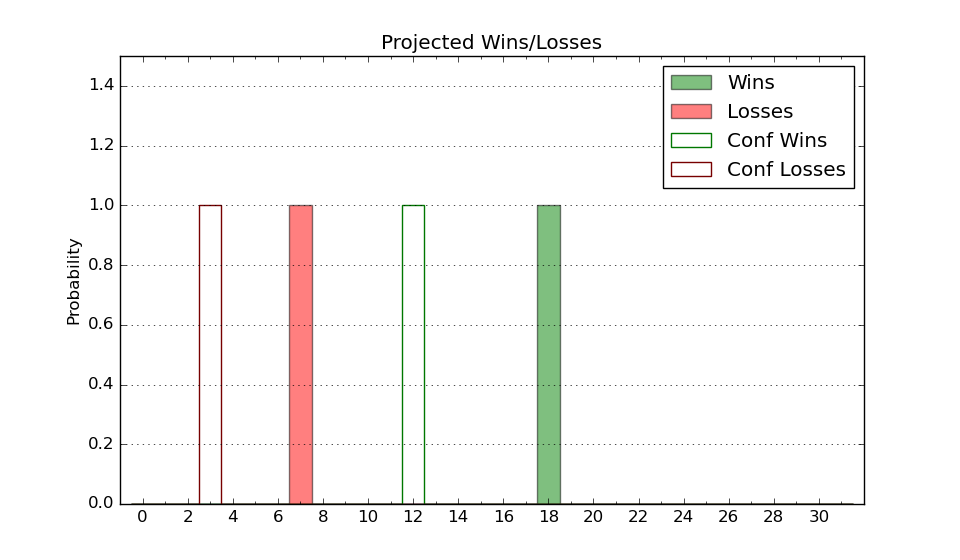 Projected Wins/Losses
Wins
Losses
Conf Wins
Conf Losses
Probability
1.4
1.2
1.0
0.8
0.6
0.4
0.2
0.0
0 2 4 6 8 10 12 14 16 18 20 22 24 26 28 30